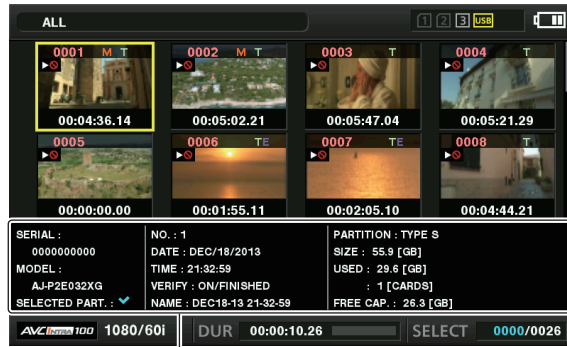 ALL
1 2 3 USB
0001 M T
0002 M T
0003 T
0004 T
00:04:36.14
00:05:02.21
00:05:47.04
00:05:21.29
0005
0006 TE
0007 TE
0008 T
00:00:00.00
00:01:55.11
00:02:05.10
00:04:44.21
SERIAL :
0000000000
MODEL :
AJ-P2E032XG
SELECTED PART. :
NO. : 1
DATE : DEC/18/2013
TIME : 21:32:59
VERIFY : ON/FINISHED
NAME : DEC18-13 21-32-59
PARTITION : TYPE S
SIZE : 55.9 [GB]
USED : 29.6 [GB]
: 1 [CARDS]
FREE CAP. : 26.3 [GB]
AVC INTRA 100 1080/60i
DUR 00:00:10.26
SELECT 0000/0026